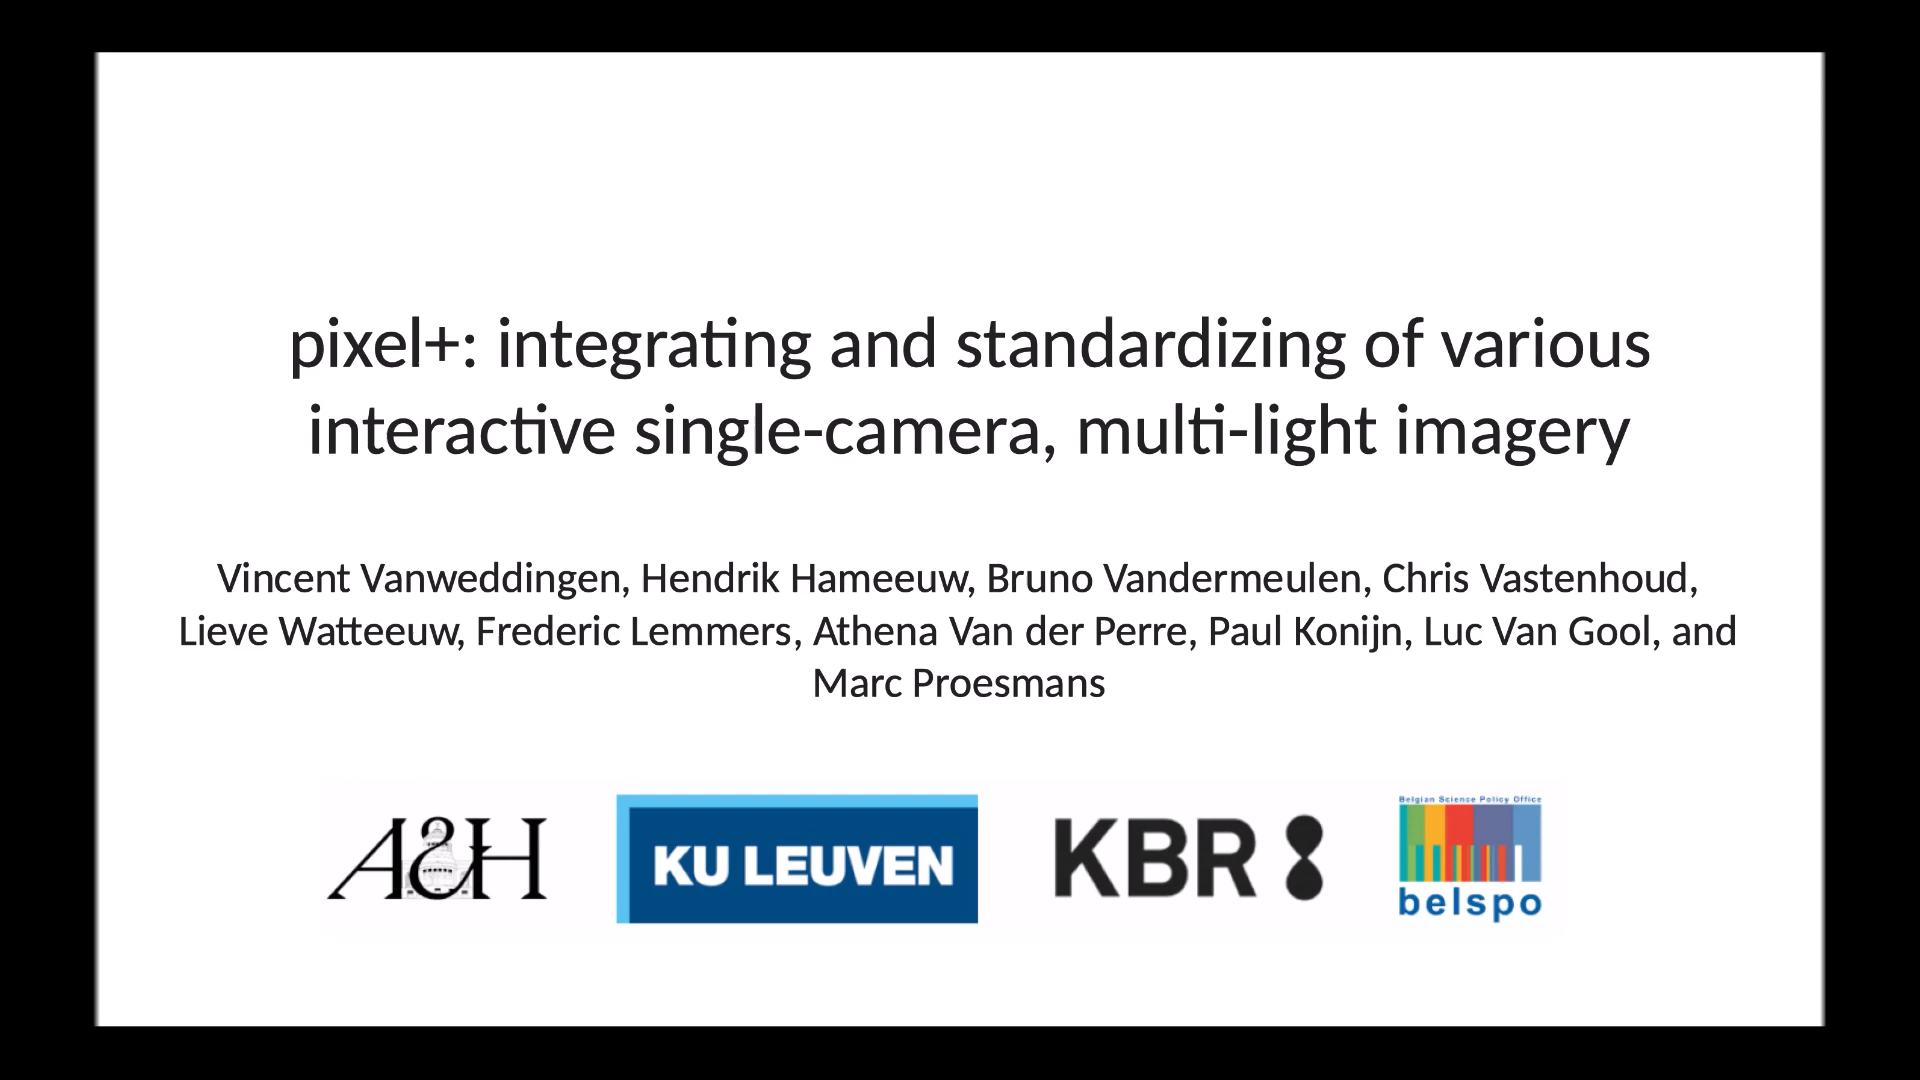 pixel+: integrating and standardizing of various
interactive single-camera, multi-light imagery
Vincent Vanweddingen, Hendrik Hameeuw, Bruno Vandermeulen, Chris Vastenhoud,
Lieve Watteeuw, Frederic Lemmers, Athena Van der Perre, Paul Konijn, Luc Van Gool, and
Marc Proesmans
A&H
KU LEUVEN
KBR
Belgian Science Policy Office
belspo